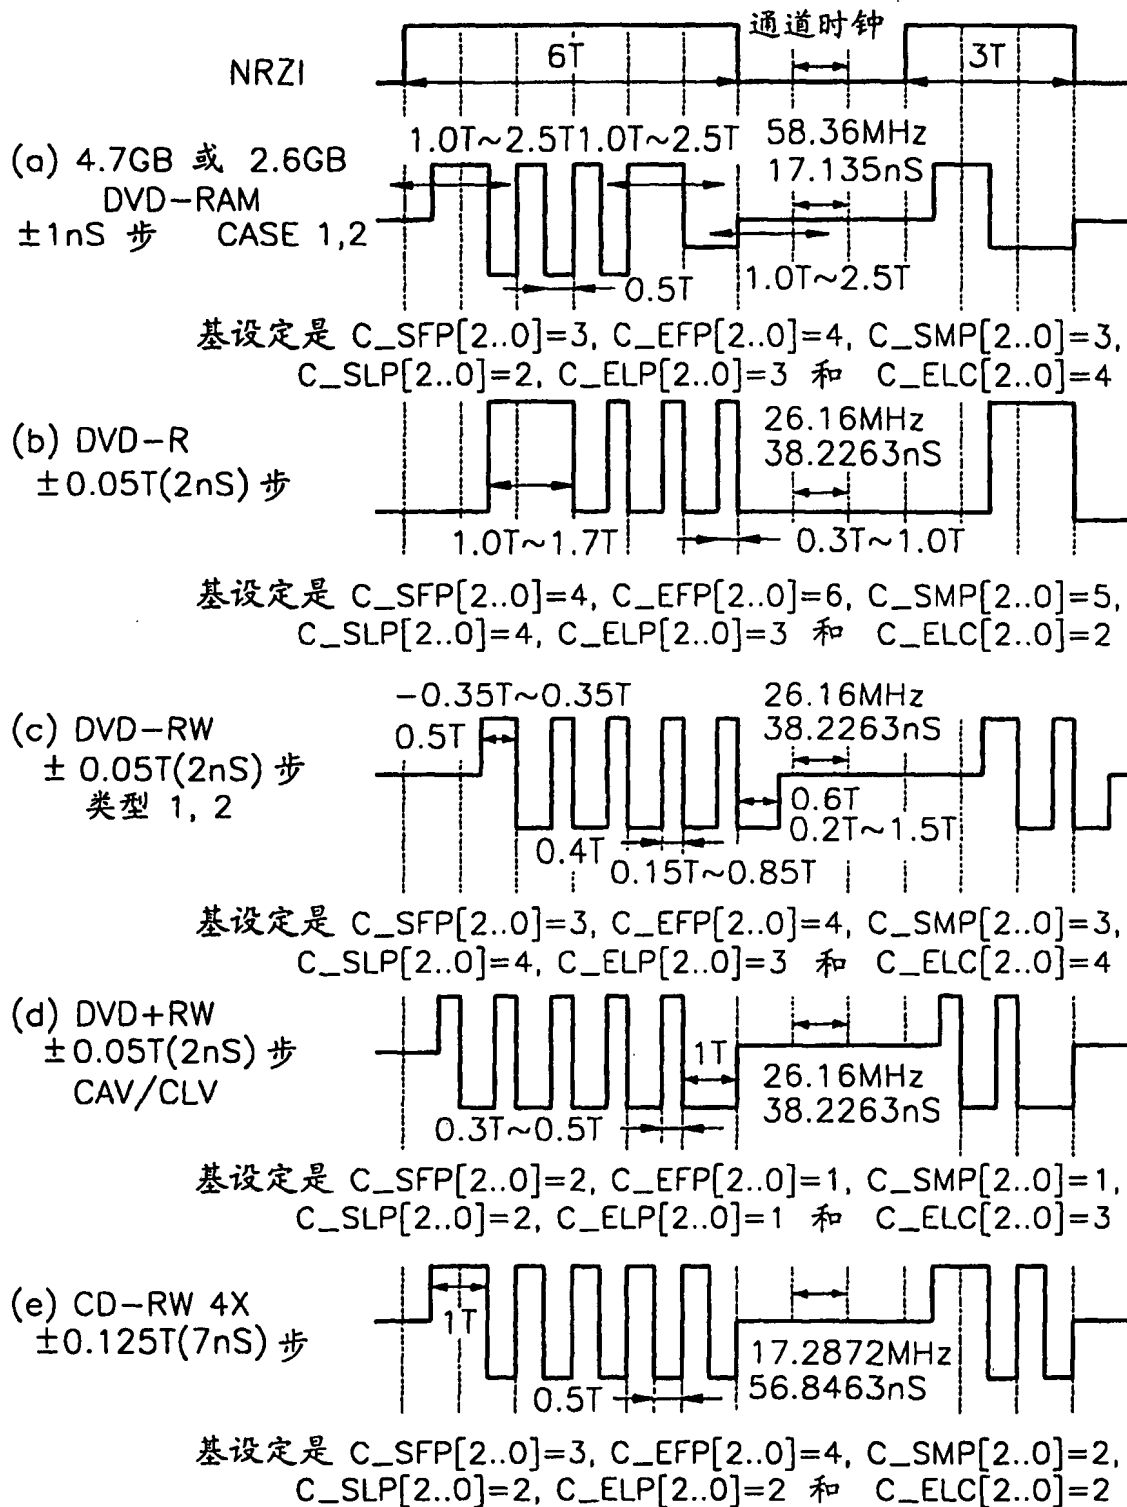 通道时钟
NRZI
6T
3T
1.0T~2.5T 1.0T~2.5T
58.36MHz
17.135nS
(a) 4.7GB 或 2.6GB
DVD-RAM
±1nS 步 CASE 1,2
0.5T
1.0T~2.5T
基设定是 C_SFP[2..0]=3, C_EFP[2..0]=4, C_SMP[2..0]=3,
C_SLP[2..0]=2, C_ELP[2..0]=3 和 C_ELC[2..0]=4
(b) DVD-R
±0.05T(2nS) 步
26.16MHz
38.2263nS
1.0T~1.7T
0.3T~1.0T
基设定是 C_SFP[2..0]=4, C_EFP[2..0]=6, C_SMP[2..0]=5,
C_SLP[2..0]=4, C_ELP[2..0]=3 和 C_ELC[2..0]=2
-0.35T~0.35T
26.16MHz
38.2263nS
(c) DVD-RW
± 0.05T(2nS) 步
类型 1, 2
0.5T
0.6T
0.2T~1.5T
0.4T
0.15T~0.85T
基设定是 C_SFP[2..0]=3, C_EFP[2..0]=4, C_SMP[2..0]=3,
C_SLP[2..0]=4, C_ELP[2..0]=3 和 C_ELC[2..0]=4
(d) DVD+RW
±0.05T(2nS) 步
CAV/CLV
1T
26.16MHz
38.2263nS
0.3T~0.5T
基设定是 C_SFP[2..0]=2, C_EFP[2..0]=1, C_SMP[2..0]=1,
C_SLP[2..0]=2, C_ELP[2..0]=1 和 C_ELC[2..0]=3
(e) CD-RW 4X
±0.125T(7nS) 步
1T
17.2872MHz
56.8463nS
0.5T
基设定是 C_SFP[2..0]=3, C_EFP[2..0]=4, C_SMP[2..0]=2,
C_SLP[2..0]=2, C_ELP[2..0]=2 和 C_ELC[2..0]=2